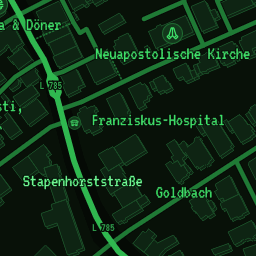 a & Döner
Neuapostolische Kirche
L 785
sti,
Franziskus-Hospital
Stapenhorststraße
Goldbach
L 785